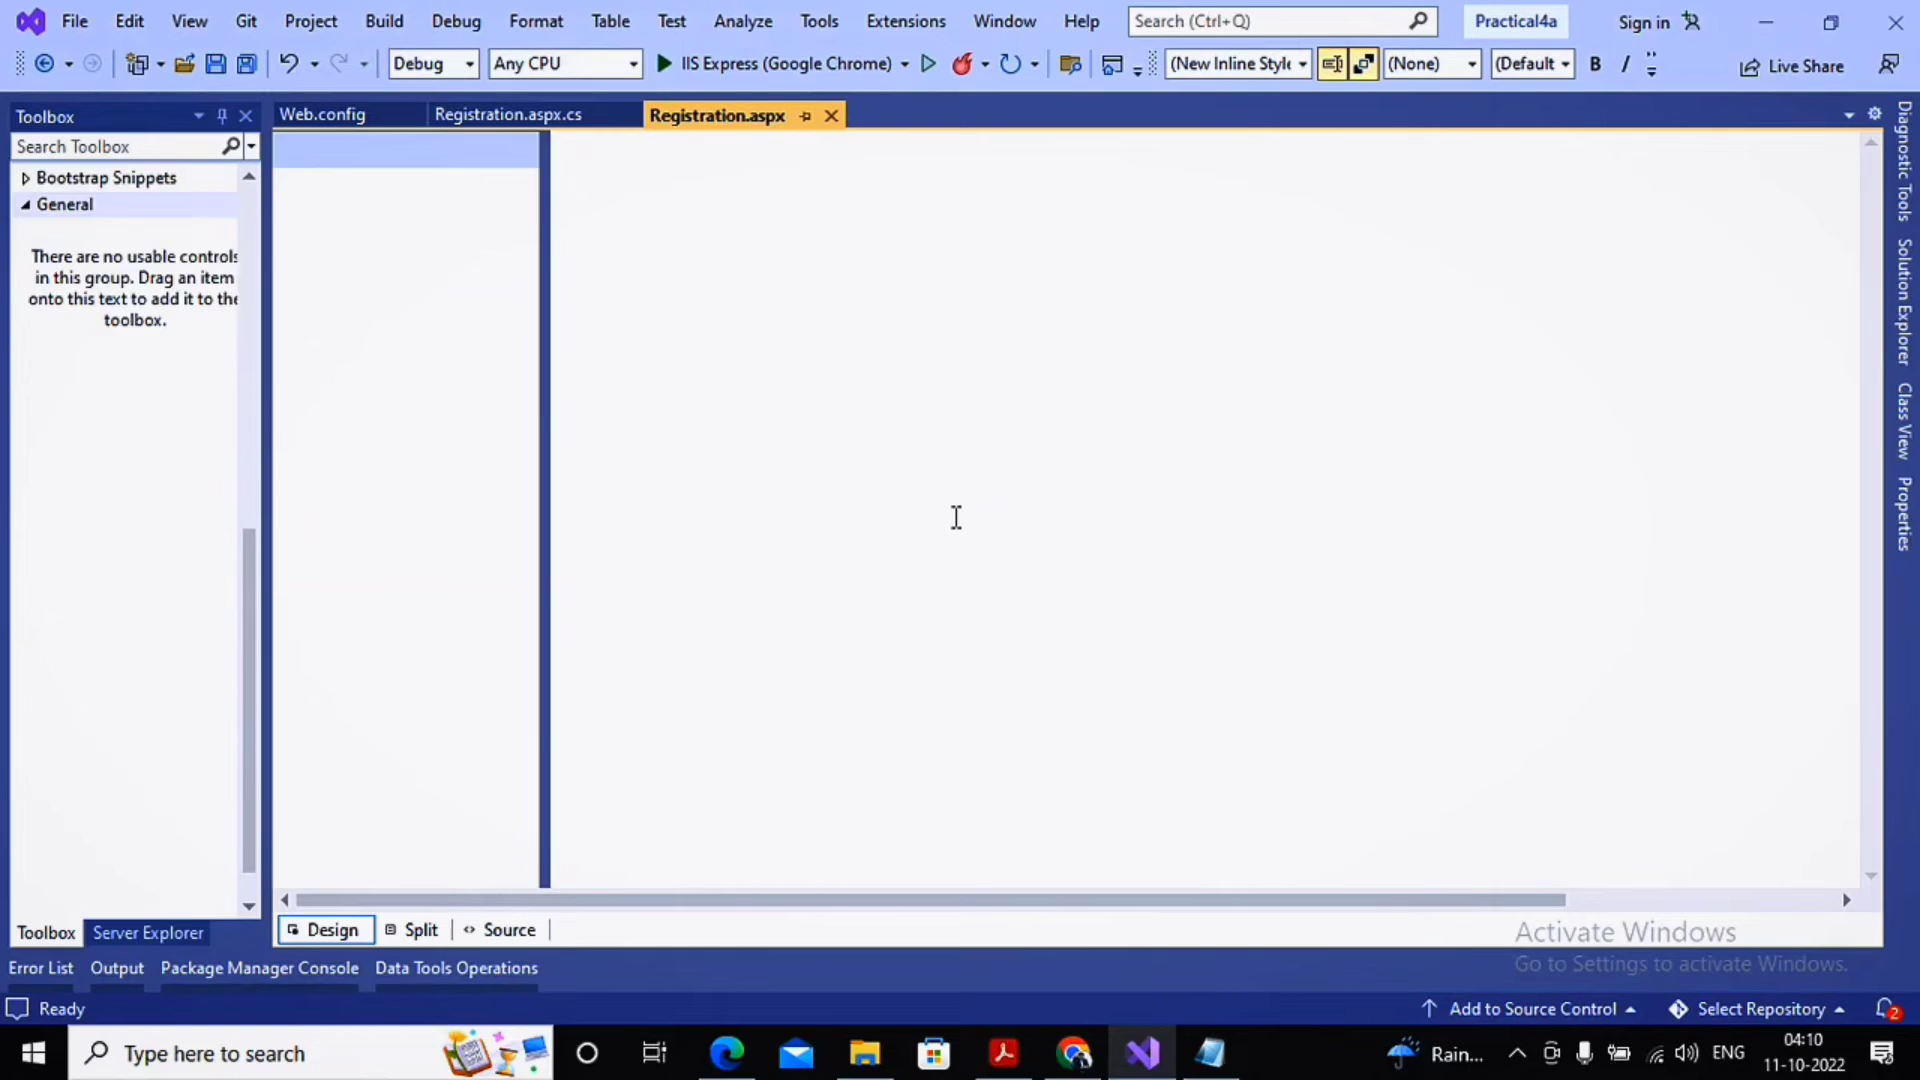 File Edit View Git Project Build Debug Format Table Test Analyze Tools Extensions Window Help Search (Ctrl+Q) Practical4a Sign in
Debug Any CPU IIS Express (Google Chrome) (New Inline Style (None) (Default B I Live Share
Toolbox Web.config Registration.aspx.cs Registration.aspx
Search Toolbox
Bootstrap Snippets
General
There are no usable controls
in this group. Drag an item
onto this text to add it to the
toolbox.
Diagnostic Tools
Solution Explorer
Class View
Properties
Toolbox Server Explorer Design Split Source
Activate Windows
Go to Settings to activate Windows.
Error List Output Package Manager Console Data Tools Operations
Ready Add to Source Control Select Repository 2
Type here to search Rain... ENG 04:10
11-10-2022